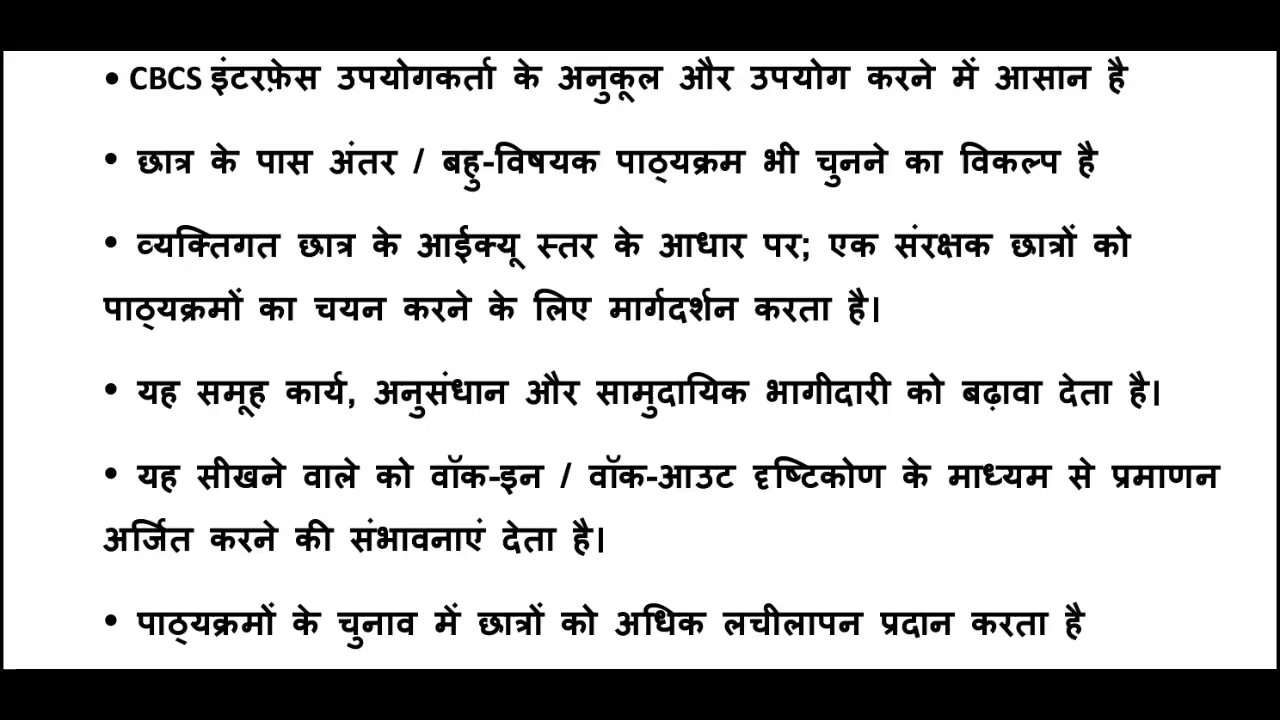 • CBCS इंटरफ़ेस उपयोगकर्ता के अनुकूल और उपयोग करने में आसान है
• छात्र के पास अंतर / बहु-विषयक पाठ्यक्रम भी चुनने का विकल्प है
• व्यक्तिगत छात्र के आईक्यू स्तर के आधार पर; एक संरक्षक छात्रों को
पाठ्यक्रमों का चयन करने के लिए मार्गदर्शन करता है।
• यह समूह कार्य, अनुसंधान और सामुदायिक भागीदारी को बढ़ावा देता है।
• यह सीखने वाले को वॉक-इन / वॉक-आउट दृष्टिकोण के माध्यम से प्रमाणन
अर्जित करने की संभावनाएं देता है।
• पाठ्यक्रमों के चुनाव में छात्रों को अधिक लचीलापन प्रदान करता है